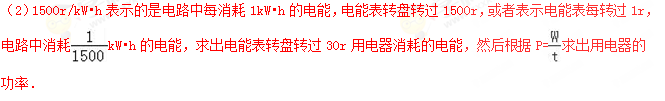 （2）1500r/kW•h 表示的是电路中每消耗 1kW•h 的电能，电能表转盘转过 1500r，或者表示电能表每转过 1r，
电路中消耗1/1500kW•h 的电能，求出电能表转盘转过 30r 用电器消耗的电能，然后根据 P=W/t求出用电器的
功率．